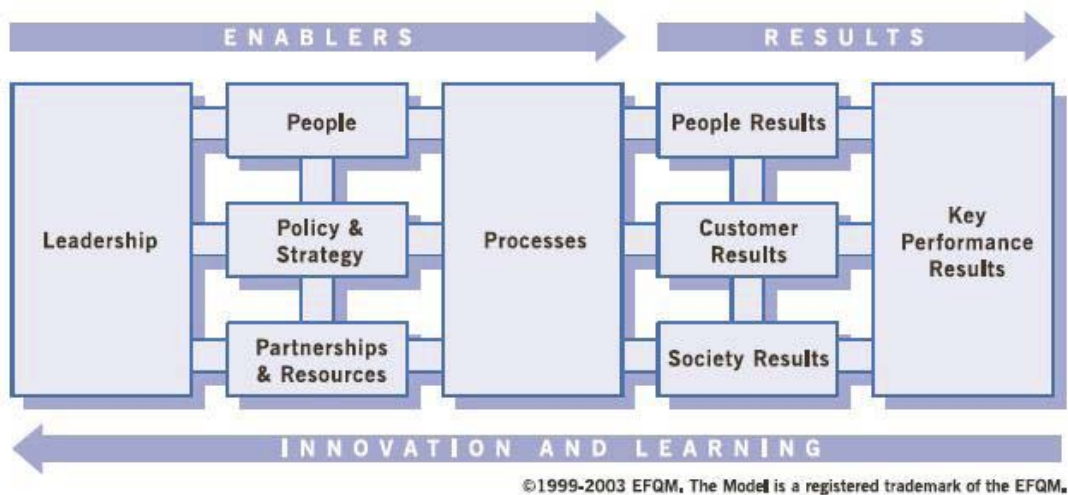 ENABLERS
RESULTS
People
People Results
Leadership
Policy &
Strategy
Processes
Customer
Results
Key
Performance
Results
Partnerships
& Resources
Society Results
INNOVATION AND LEARNING
©1999-2003 EFQM. The Model is a registered trademark of the EFQM.